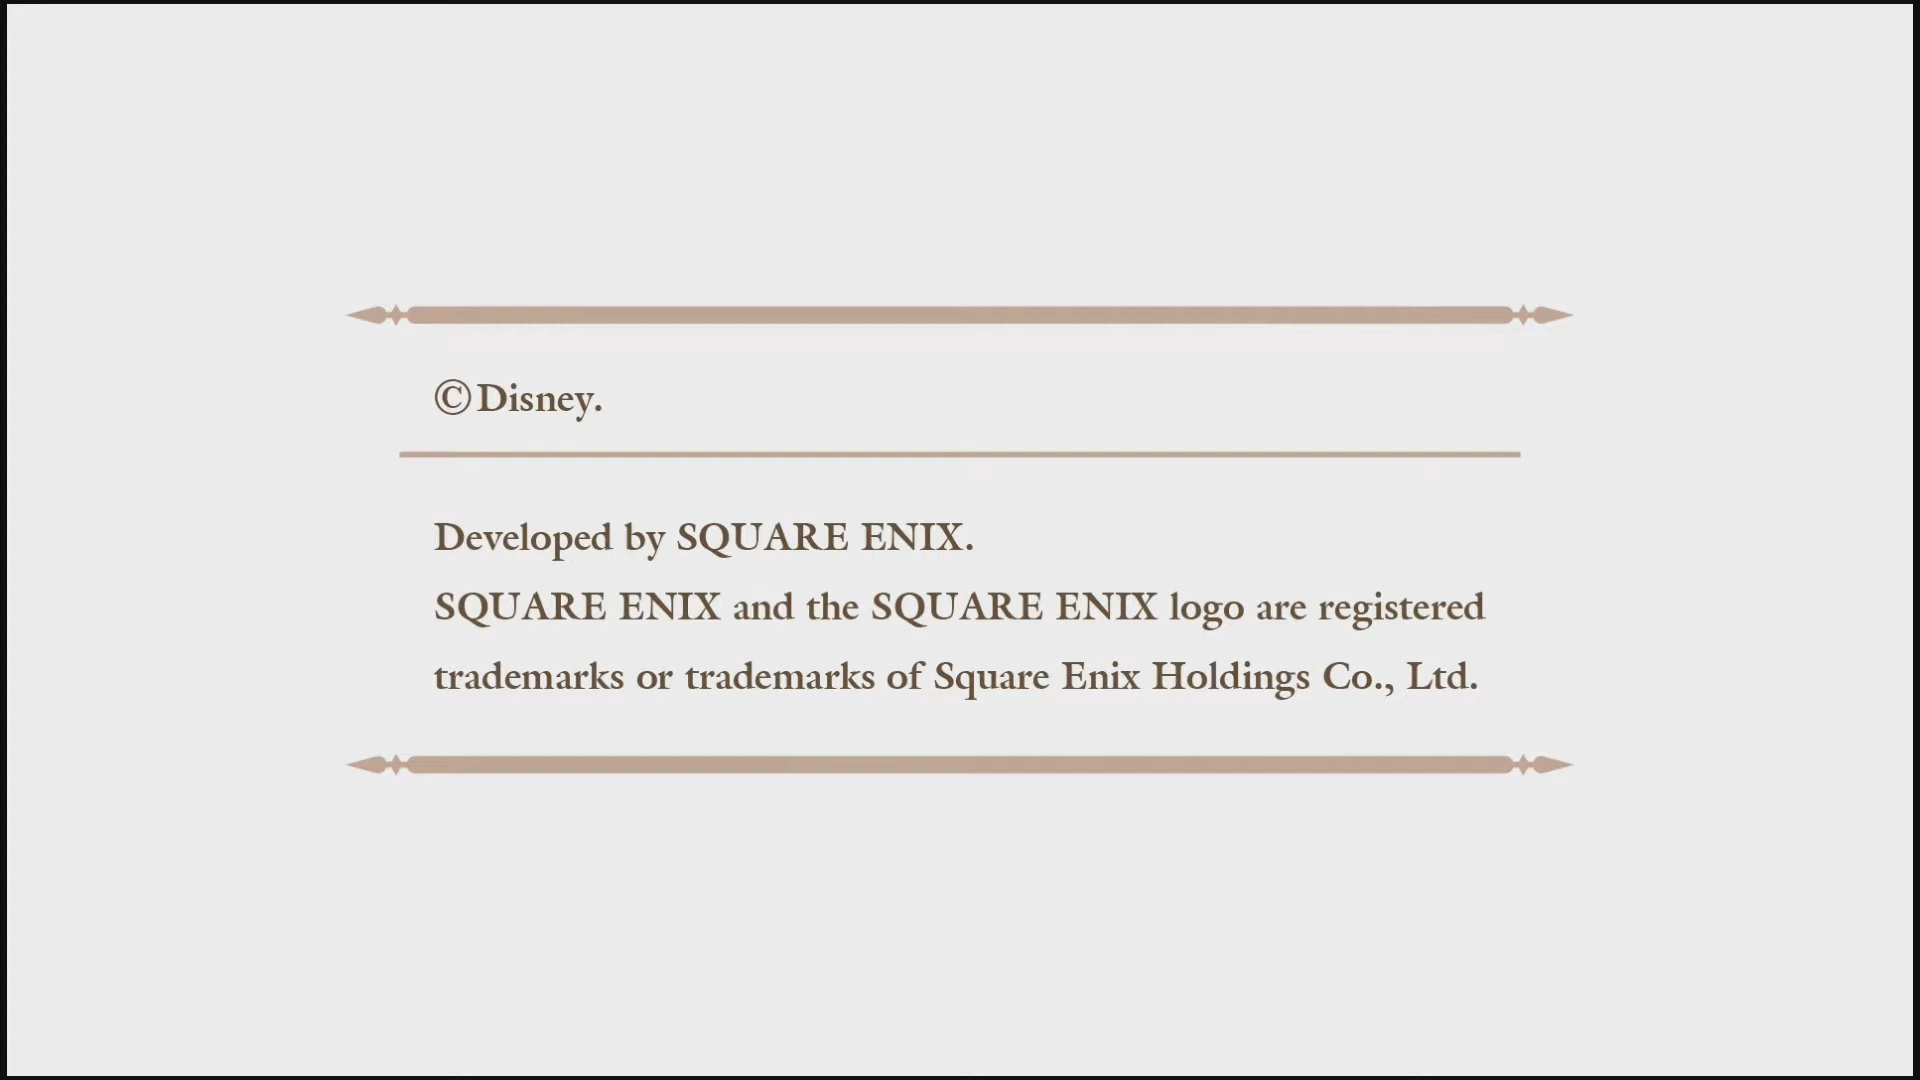 © Disney.
Developed by SQUARE ENIX.
SQUARE ENIX and the SQUARE ENIX logo are registered
trademarks or trademarks of Square Enix Holdings Co., Ltd.